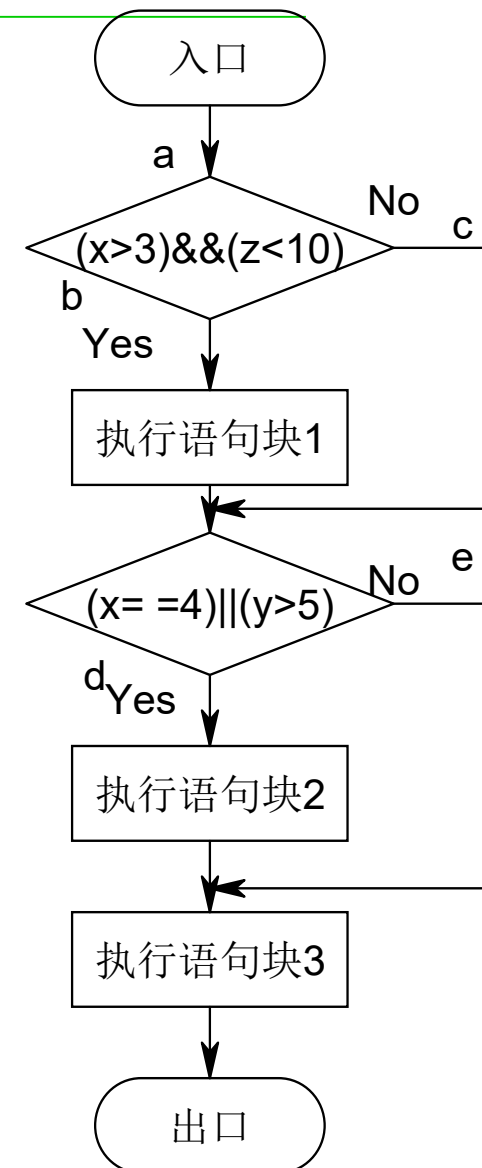 入口
a
No
c
(x>3)&&(z<10)
b
Yes
执行语句块1
e
No
(x= =4)||(y>5)
d
Yes
执行语句块2
执行语句块3
出口